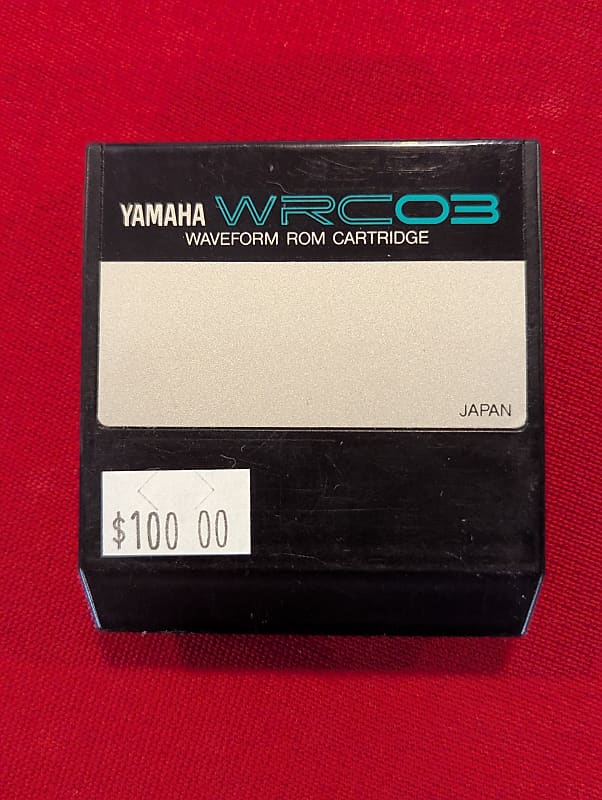 YAMAHA WRC03
WAVEFORM ROM CARTRIDGE
JAPAN
$100 00